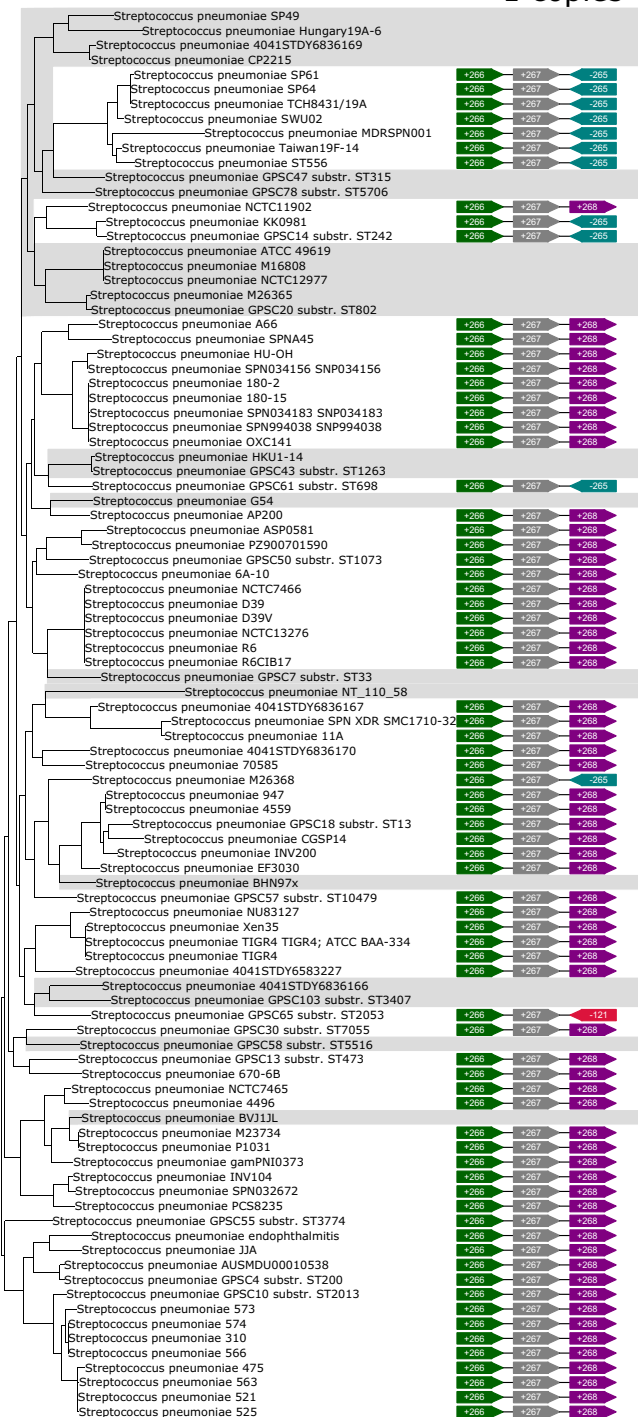 Streptococcus pneumoniae SP49
Streptococcus pneumoniae Hungary19A-6
Streptococcus pneumoniae 4041STDY6836169
Streptococcus pneumoniae CP2215
Streptococcus pneumoniae SP61 +266 +267 -265
Streptococcus pneumoniae SP64 +266 +267 -265
Streptococcus pneumoniae TCH8431/19A +266 +267 -265
Streptococcus pneumoniae SWU02 +266 +267 -265
Streptococcus pneumoniae MDRSPN001 +266 +267 -265
Streptococcus pneumoniae Taiwan19F-14 +266 +267 -265
Streptococcus pneumoniae ST556 +266 +267 -265
Streptococcus pneumoniae GPSC47 substr. ST315
Streptococcus pneumoniae GPSC78 substr. ST5706
Streptococcus pneumoniae NCTC11902 +266 +267 +268
Streptococcus pneumoniae KK0981 +266 +267 -265
Streptococcus pneumoniae GPSC14 substr. ST242 +266 +267 -265
Streptococcus pneumoniae ATCC 49619
Streptococcus pneumoniae M16808
Streptococcus pneumoniae NCTC12977
Streptococcus pneumoniae M26365
Streptococcus pneumoniae GPSC20 substr. ST802
Streptococcus pneumoniae A66 +266 +267 +268
Streptococcus pneumoniae SPNA45 +266 +267 +268
Streptococcus pneumoniae HU-OH +266 +267 +268
Streptococcus pneumoniae SPN034156 SNP034156 +266 +267 +268
Streptococcus pneumoniae 180-2 +266 +267 +268
Streptococcus pneumoniae 180-15 +266 +267 +268
Streptococcus pneumoniae SPN034183 SNP034183 +266 +267 +268
Streptococcus pneumoniae SPN994038 SNP994038 +266 +267 +268
Streptococcus pneumoniae OXC141 +266 +267 +268
Streptococcus pneumoniae HKU1-14
Streptococcus pneumoniae GPSC43 substr. ST1263
Streptococcus pneumoniae GPSC61 substr. ST698 +266 +267 -265
Streptococcus pneumoniae G54
Streptococcus pneumoniae AP200 +266 +267 +268
Streptococcus pneumoniae ASP0581 +266 +267 +268
Streptococcus pneumoniae PZ900701590 +266 +267 +268
Streptococcus pneumoniae GPSC50 substr. ST1073 +266 +267 +268
Streptococcus pneumoniae 6A-10 +266 +267 +268
Streptococcus pneumoniae NCTC7466 +266 +267 +268
Streptococcus pneumoniae D39 +266 +267 +268
Streptococcus pneumoniae D39V +266 +267 +268
Streptococcus pneumoniae NCTC13276 +266 +267 +268
Streptococcus pneumoniae R6 +266 +267 +268
Streptococcus pneumoniae R6CIB17 +266 +267 +268
Streptococcus pneumoniae GPSC7 substr. ST33
Streptococcus pneumoniae NT_110_58
Streptococcus pneumoniae 4041STDY6836167 +266 +267 +268
Streptococcus pneumoniae SPN XDR SMC1710-32 +266 +267 +268
Streptococcus pneumoniae 11A +266 +267 +268
Streptococcus pneumoniae 4041STDY6836170 +266 +267 +268
Streptococcus pneumoniae 70585 +266 +267 +268
Streptococcus pneumoniae M26368 +266 +267 -265
Streptococcus pneumoniae 947 +266 +267 +268
Streptococcus pneumoniae 4559 +266 +267 +268
Streptococcus pneumoniae GPSC18 substr. ST13 +266 +267 +268
Streptococcus pneumoniae CGSP14 +266 +267 +268
Streptococcus pneumoniae INV200 +266 +267 +268
Streptococcus pneumoniae EF3030 +266 +267 +268
Streptococcus pneumoniae BHN97x
Streptococcus pneumoniae GPSC57 substr. ST10479 +266 +267 +268
Streptococcus pneumoniae NU83127 +266 +267 +268
Streptococcus pneumoniae Xen35 +266 +267 +268
Streptococcus pneumoniae TIGR4 TIGR4; ATCC BAA-334 +266 +267 +268
Streptococcus pneumoniae TIGR4 +266 +267 +268
Streptococcus pneumoniae 4041STDY6583227 +266 +267 +268
Streptococcus pneumoniae 4041STDY6836166
Streptococcus pneumoniae GPSC103 substr. ST3407
Streptococcus pneumoniae GPSC65 substr. ST2053 +266 +267 -121
Streptococcus pneumoniae GPSC30 substr. ST7055 +266 +267 +268
Streptococcus pneumoniae GPSC58 substr. ST5516
Streptococcus pneumoniae GPSC13 substr. ST473 +266 +267 +268
Streptococcus pneumoniae 670-6B +266 +267 +268
Streptococcus pneumoniae NCTC7465 +266 +267 +268
Streptococcus pneumoniae 4496 +266 +267 +268
Streptococcus pneumoniae BVJ1JL
Streptococcus pneumoniae M23734 +266 +267 +268
Streptococcus pneumoniae P1031 +266 +267 +268
Streptococcus pneumoniae gamPNI0373 +266 +267 +268
Streptococcus pneumoniae INV104 +266 +267 +268
Streptococcus pneumoniae SPN032672 +266 +267 +268
Streptococcus pneumoniae PCS8235 +266 +267 +268
Streptococcus pneumoniae GPSC55 substr. ST3774 +266 +267 +268
Streptococcus pneumoniae endophthalmitis +266 +267 +268
Streptococcus pneumoniae JJA +266 +267 +268
Streptococcus pneumoniae AUSMDU00010538 +266 +267 +268
Streptococcus pneumoniae GPSC4 substr. ST200 +266 +267 +268
Streptococcus pneumoniae GPSC10 substr. ST2013 +266 +267 +268
Streptococcus pneumoniae 573 +266 +267 +268
Streptococcus pneumoniae 574 +266 +267 +268
Streptococcus pneumoniae 310 +266 +267 +268
Streptococcus pneumoniae 566 +266 +267 +268
Streptococcus pneumoniae 475 +266 +267 +268
Streptococcus pneumoniae 563 +266 +267 +268
Streptococcus pneumoniae 521 +266 +267 +268
Streptococcus pneumoniae 525 +266 +267 +268